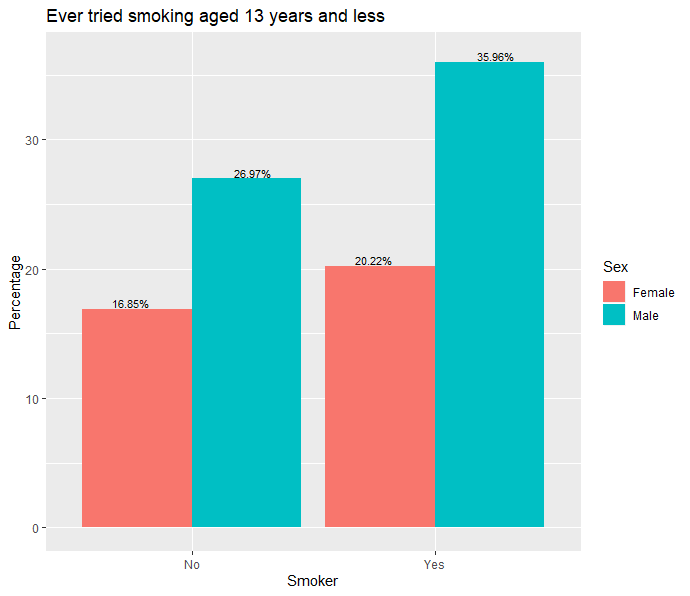 Ever tried smoking aged 13 years and less
35.96%
30
26.97%
20
20.22%
16.85%
10
0
Percentage
No
Yes
Smoker
Sex
Female
Male